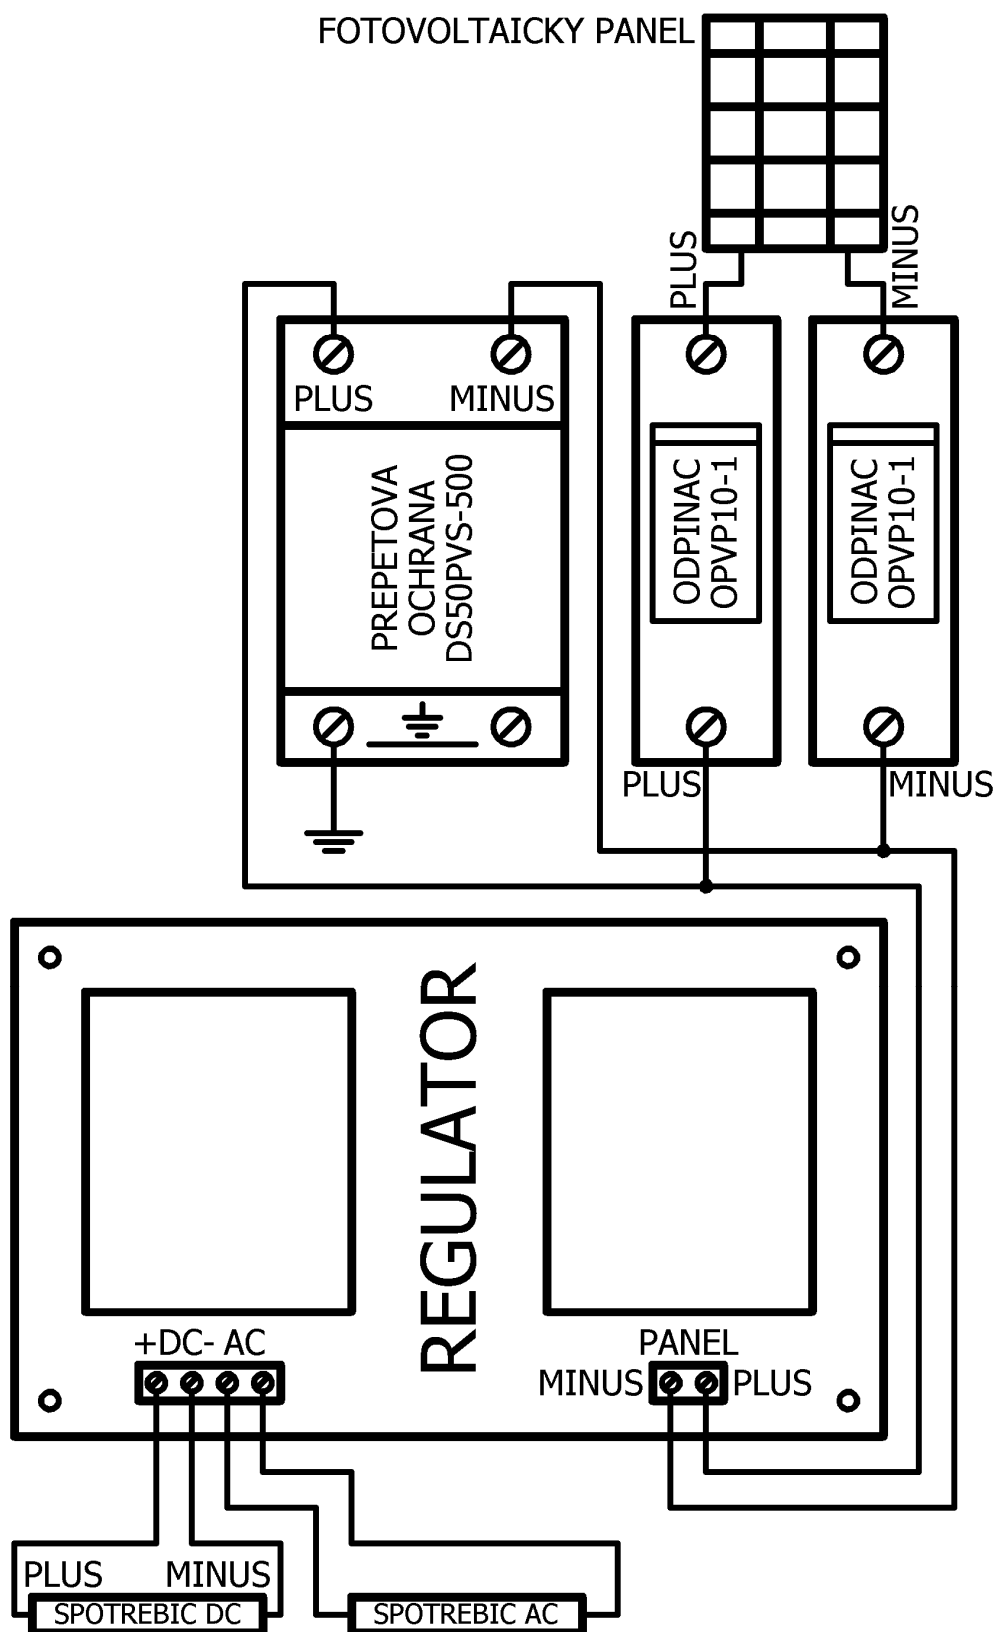 FOTOVOLTAICKY PANEL
PLUS
MINUS
PLUS
MINUS
PREPETOVA
OCHRANA
DS50PVS-500
ODPINAC
OPVP10-1
ODPINAC
OPVP10-1
PLUS
MINUS
REGULATOR
+DC- AC
PANEL
MINUS
PLUS
PLUS
MINUS
SPOTREBIC DC
SPOTREBIC AC